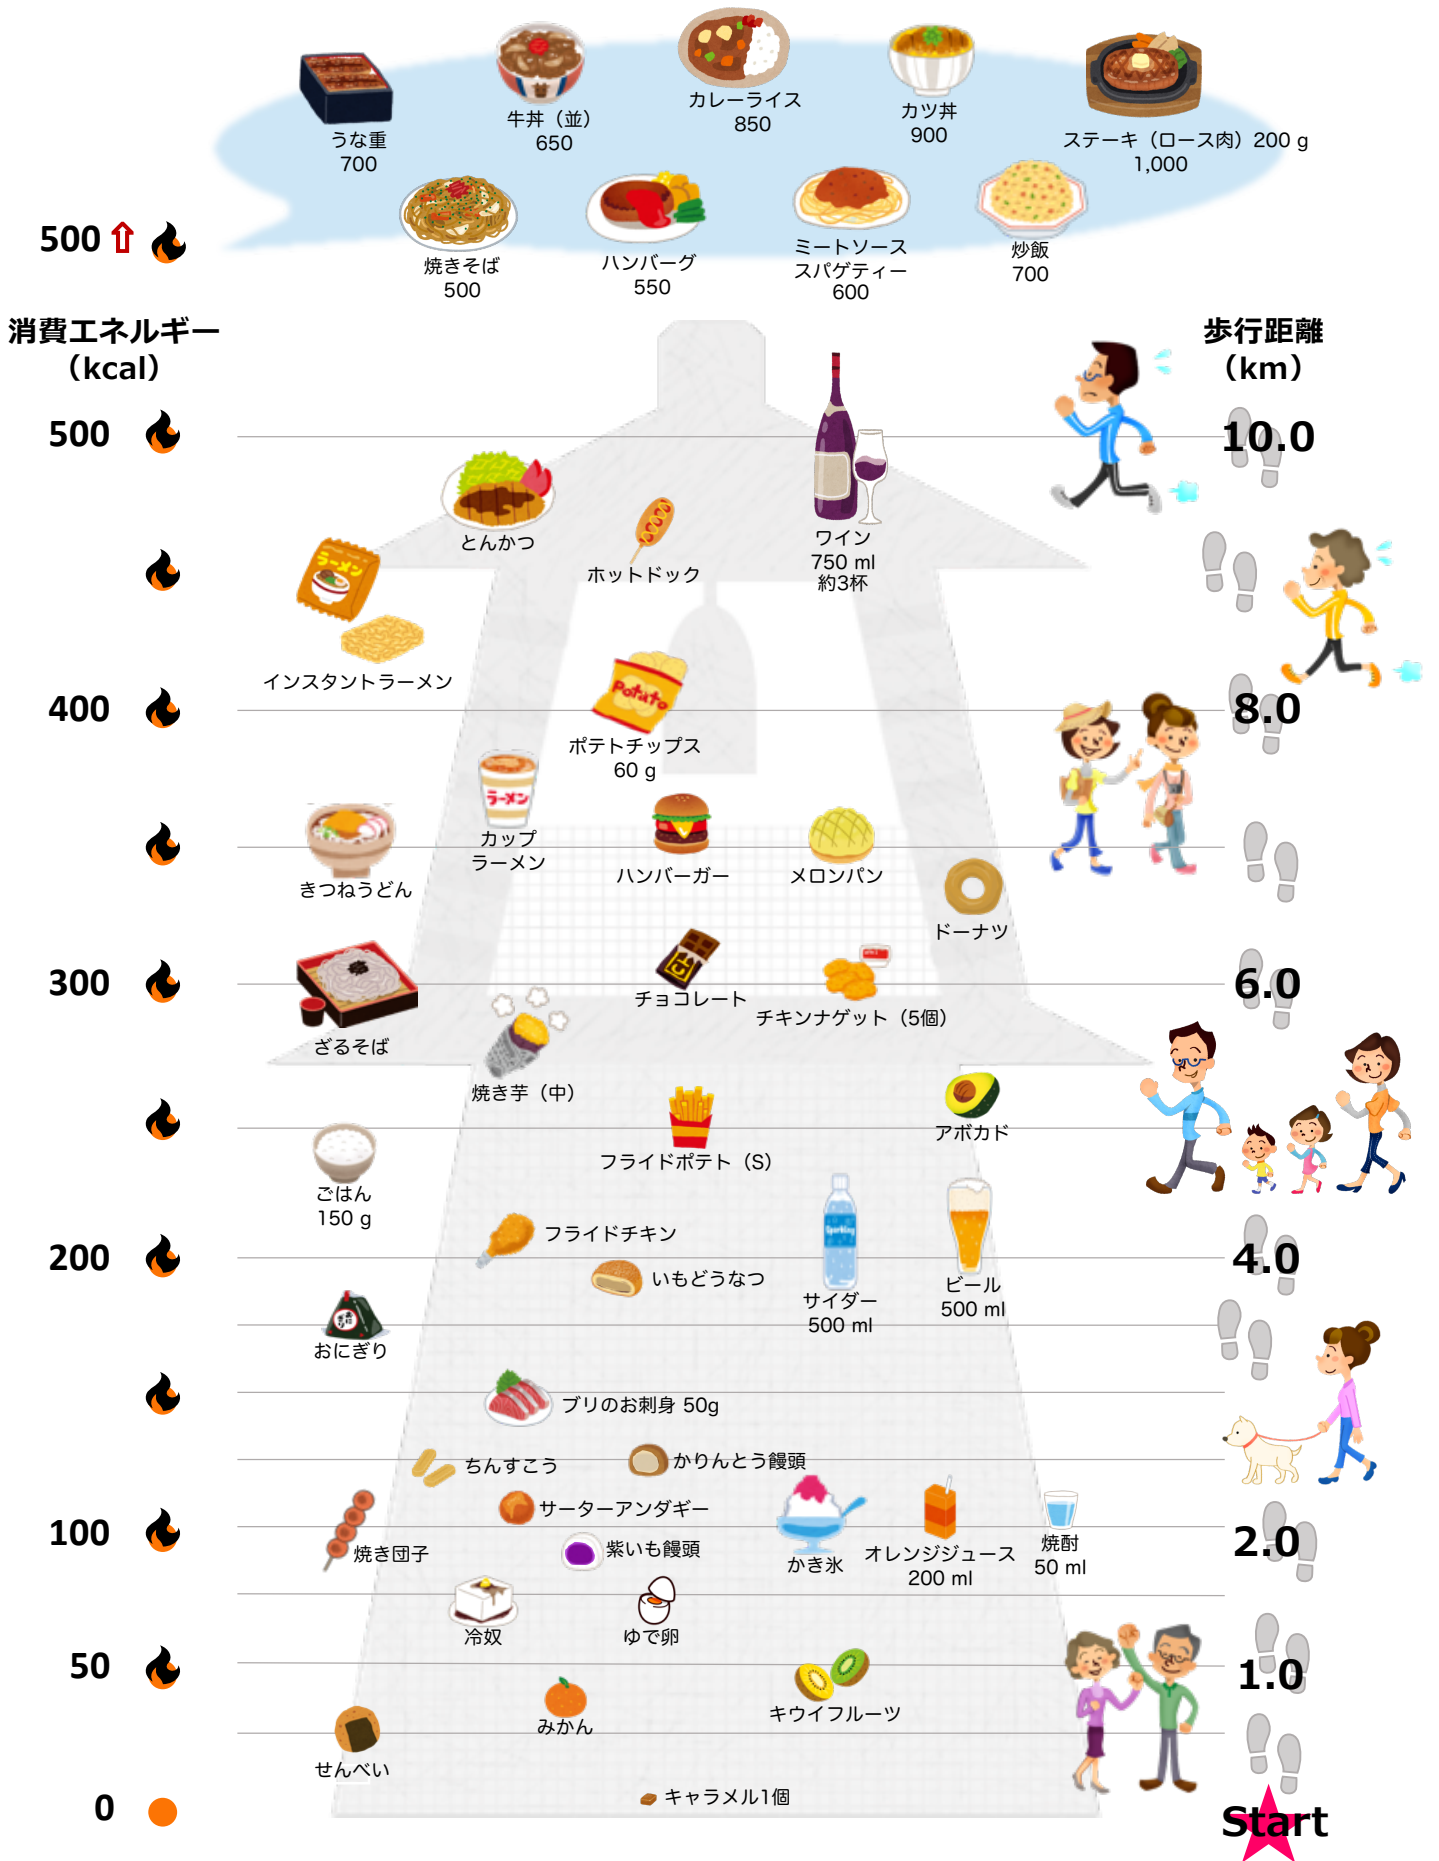 うな重
700
牛丼（並）
650
カレーライス
850
カツ丼
900
ステーキ（ロース肉）200 g
1,000
500 ⇧
焼きそば
500
ハンバーグ
550
ミートソース
スパゲティー
600
炒飯
700
消費エネルギー
（kcal）
歩行距離
（km）
500
10.0
とんかつ
ホットドック
ワイン
750 ml
約3杯
ラーメン
インスタントラーメン
400
8.0
Potato
ポテトチップス
60 g
ラーメン
カップ
ラーメン
きつねうどん
ハンバーガー
メロンパン
ドーナツ
300
6.0
チョコレート
チキンナゲット（5個）
ざるそば
焼き芋（中）
フライドポテト（S）
アボカド
ごはん
150 g
フライドチキン
Sparkling
200
4.0
いもどうなつ
サイダー
500 ml
ビール
500 ml
おにぎり
おにぎり
ブリのお刺身 50g
ちんすこう
かりんとう饅頭
サーターアンダギー
100
2.0
焼き団子
紫いも饅頭
かき氷
オレンジジュース
200 ml
焼酎
50 ml
冷奴
ゆで卵
50
1.0
みかん
キウイフルーツ
せんべい
キャラメル1個
0
Start